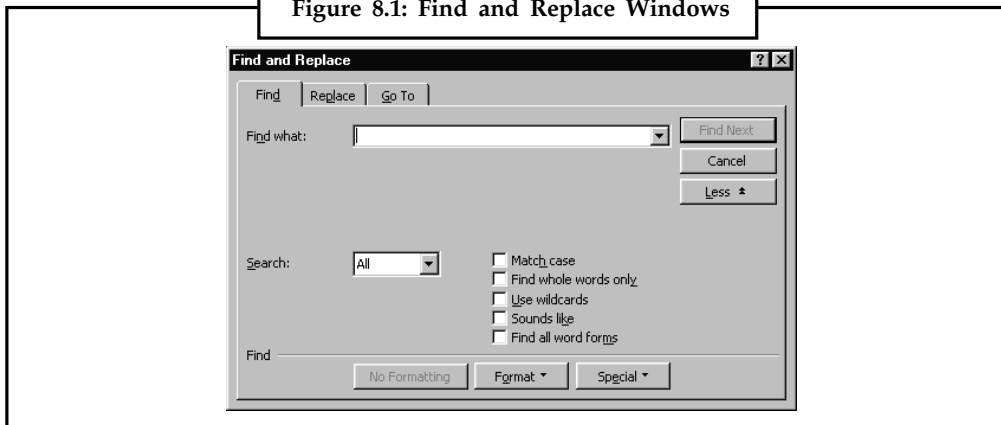 Figure 8.1: Find and Replace Windows
Find and Replace
Find Replace Go To
Find what: Find Next
Cancel
Less
Search: All Match case
Find whole words only
Use wildcards
Sounds like
Find all word forms
Find
No Formatting Format Special